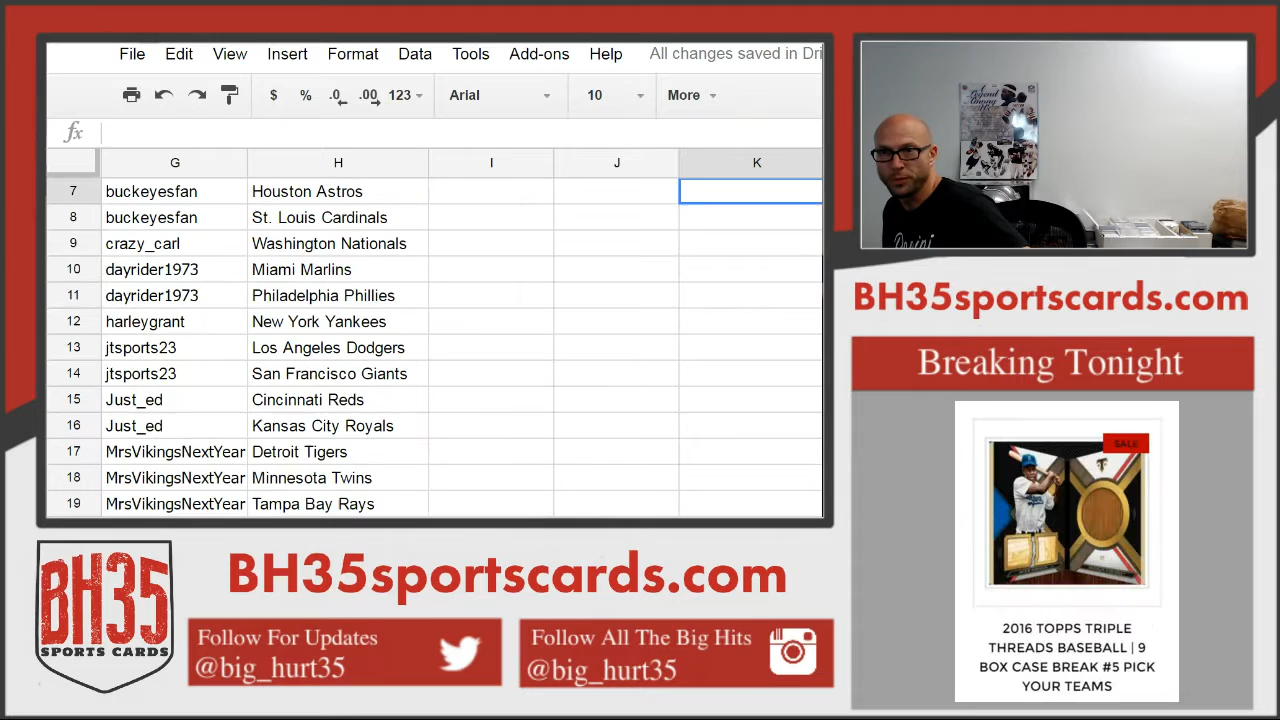 File Edit View Insert Format Data Tools Add-ons Help All changes saved in Dri
$ % .0 .00 123 Arial 10 More
fx
G H I J K
7 buckeyesfan Houston Astros
8 buckeyesfan St. Louis Cardinals
9 crazy_carl Washington Nationals
10 dayrider1973 Miami Marlins
11 dayrider1973 Philadelphia Phillies
12 harleygrant New York Yankees
13 jtsports23 Los Angeles Dodgers
14 jtsports23 San Francisco Giants
15 Just_ed Cincinnati Reds
16 Just_ed Kansas City Royals
17 MrsVikingsNextYear Detroit Tigers
18 MrsVikingsNextYear Minnesota Twins
19 MrsVikingsNextYear Tampa Bay Rays
BH35
SPORTS CARDS
BH35sportscards.com
Follow For Updates
@big_hurt35
Follow All The Big Hits
@big_hurt35
A Legend
Among
BH35sportscards.com
Breaking Tonight
SALE
2016 TOPPS TRIPLE
THREADS BASEBALL | 9
BOX CASE BREAK #5 PICK
YOUR TEAMS